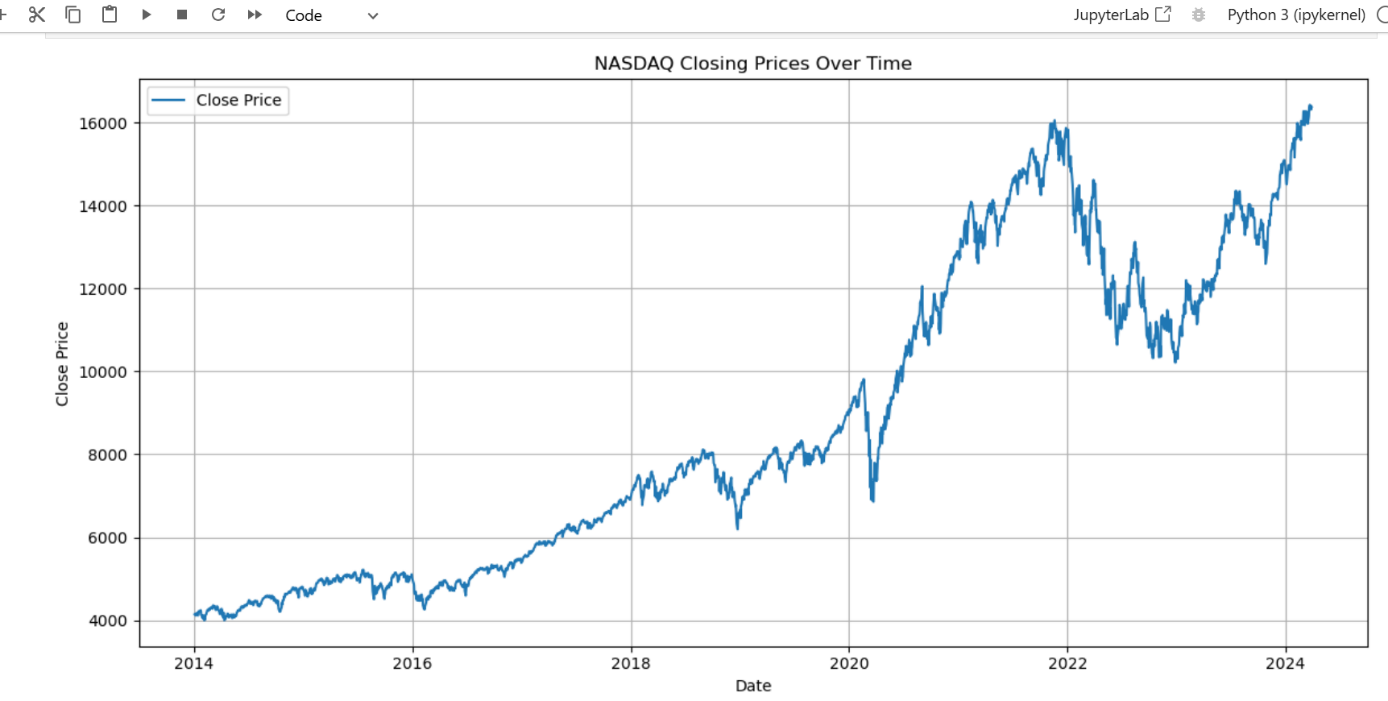 Code
JupyterLab
Python 3 (ipykernel)
NASDAQ Closing Prices Over Time
Close Price
16000
14000
12000
10000
8000
6000
4000
Close Price
2014 2016 2018 2020 2022 2024
Date